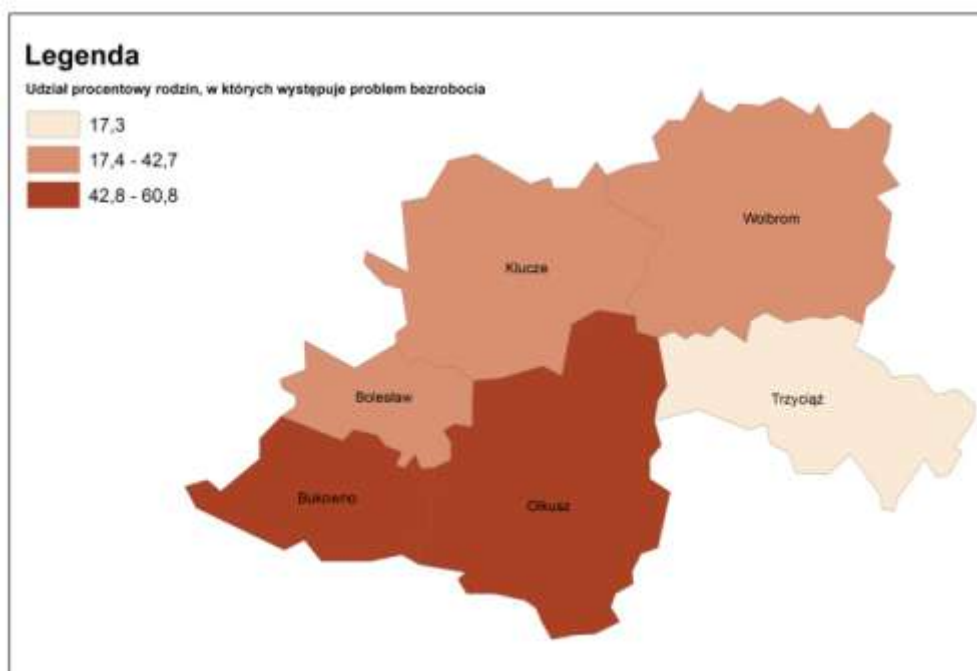 Legenda
Udział procentowy rodzin, w których występuje problem bezrobocia
17,3
17,4 - 42,7
42,8 - 60,8
Wolbrom
Klucze
Bolesław
Trzyciąż
Bukowno
Olkusz